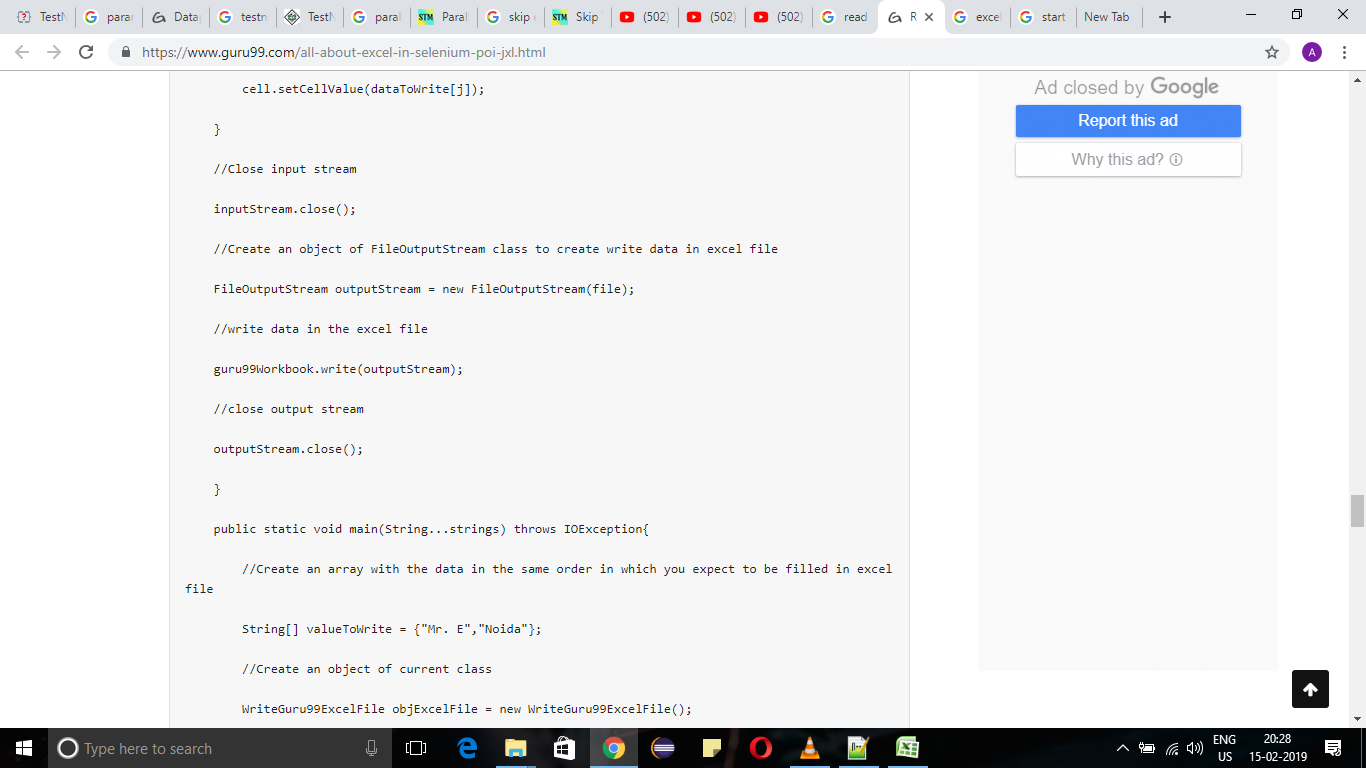 TestN
parar
Data
testn
TestN
paral
STM Paral
skip
STM Skip
(502)
(502)
(502)
read
R
excel
start
New Tab
https://www.guru99.com/all-about-excel-in-selenium-poi-jxl.html
A
cell.setCellValue(dataToWrite[j]);
}
//Close input stream
inputStream.close();
//Create an object of FileOutputStream class to create write data in excel file
FileOutputStream outputStream = new FileOutputStream(file);
//write data in the excel file
guru99Workbook.write(outputStream);
//close output stream
outputStream.close();
}
public static void main(String...strings) throws IOException{
//Create an array with the data in the same order in which you expect to be filled in excel
file
String[] valueToWrite = {"Mr. E","Noida"};
//Create an object of current class
WriteGuru99ExcelFile objExcelFile = new WriteGuru99ExcelFile();
Ad closed by Google
Report this ad
Why this ad?
Type here to search
ENG
US
20:28
15-02-2019